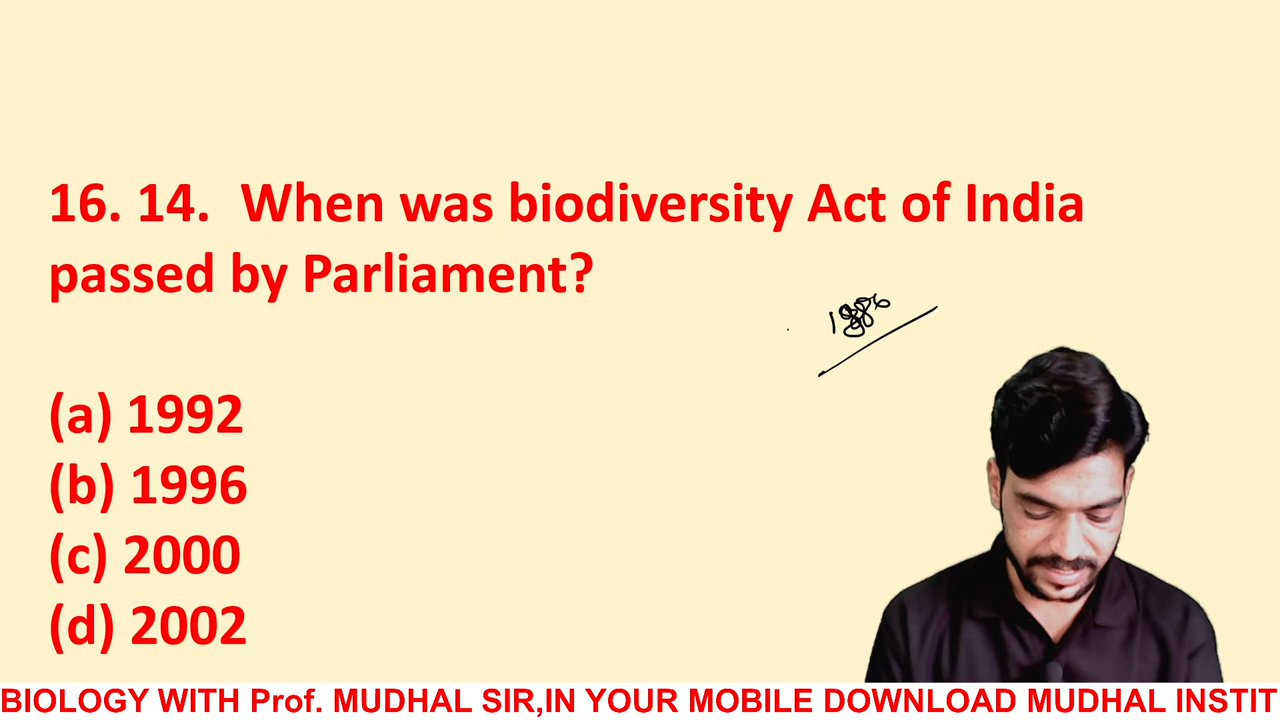 16. 14. When was biodiversity Act of India
passed by Parliament?
1986
(a) 1992
(b) 1996
(c) 2000
(d) 2002
BIOLOGY WITH Prof. MUDHAL SIR,IN YOUR MOBILE DOWNLOAD MUDHAL INSTIT